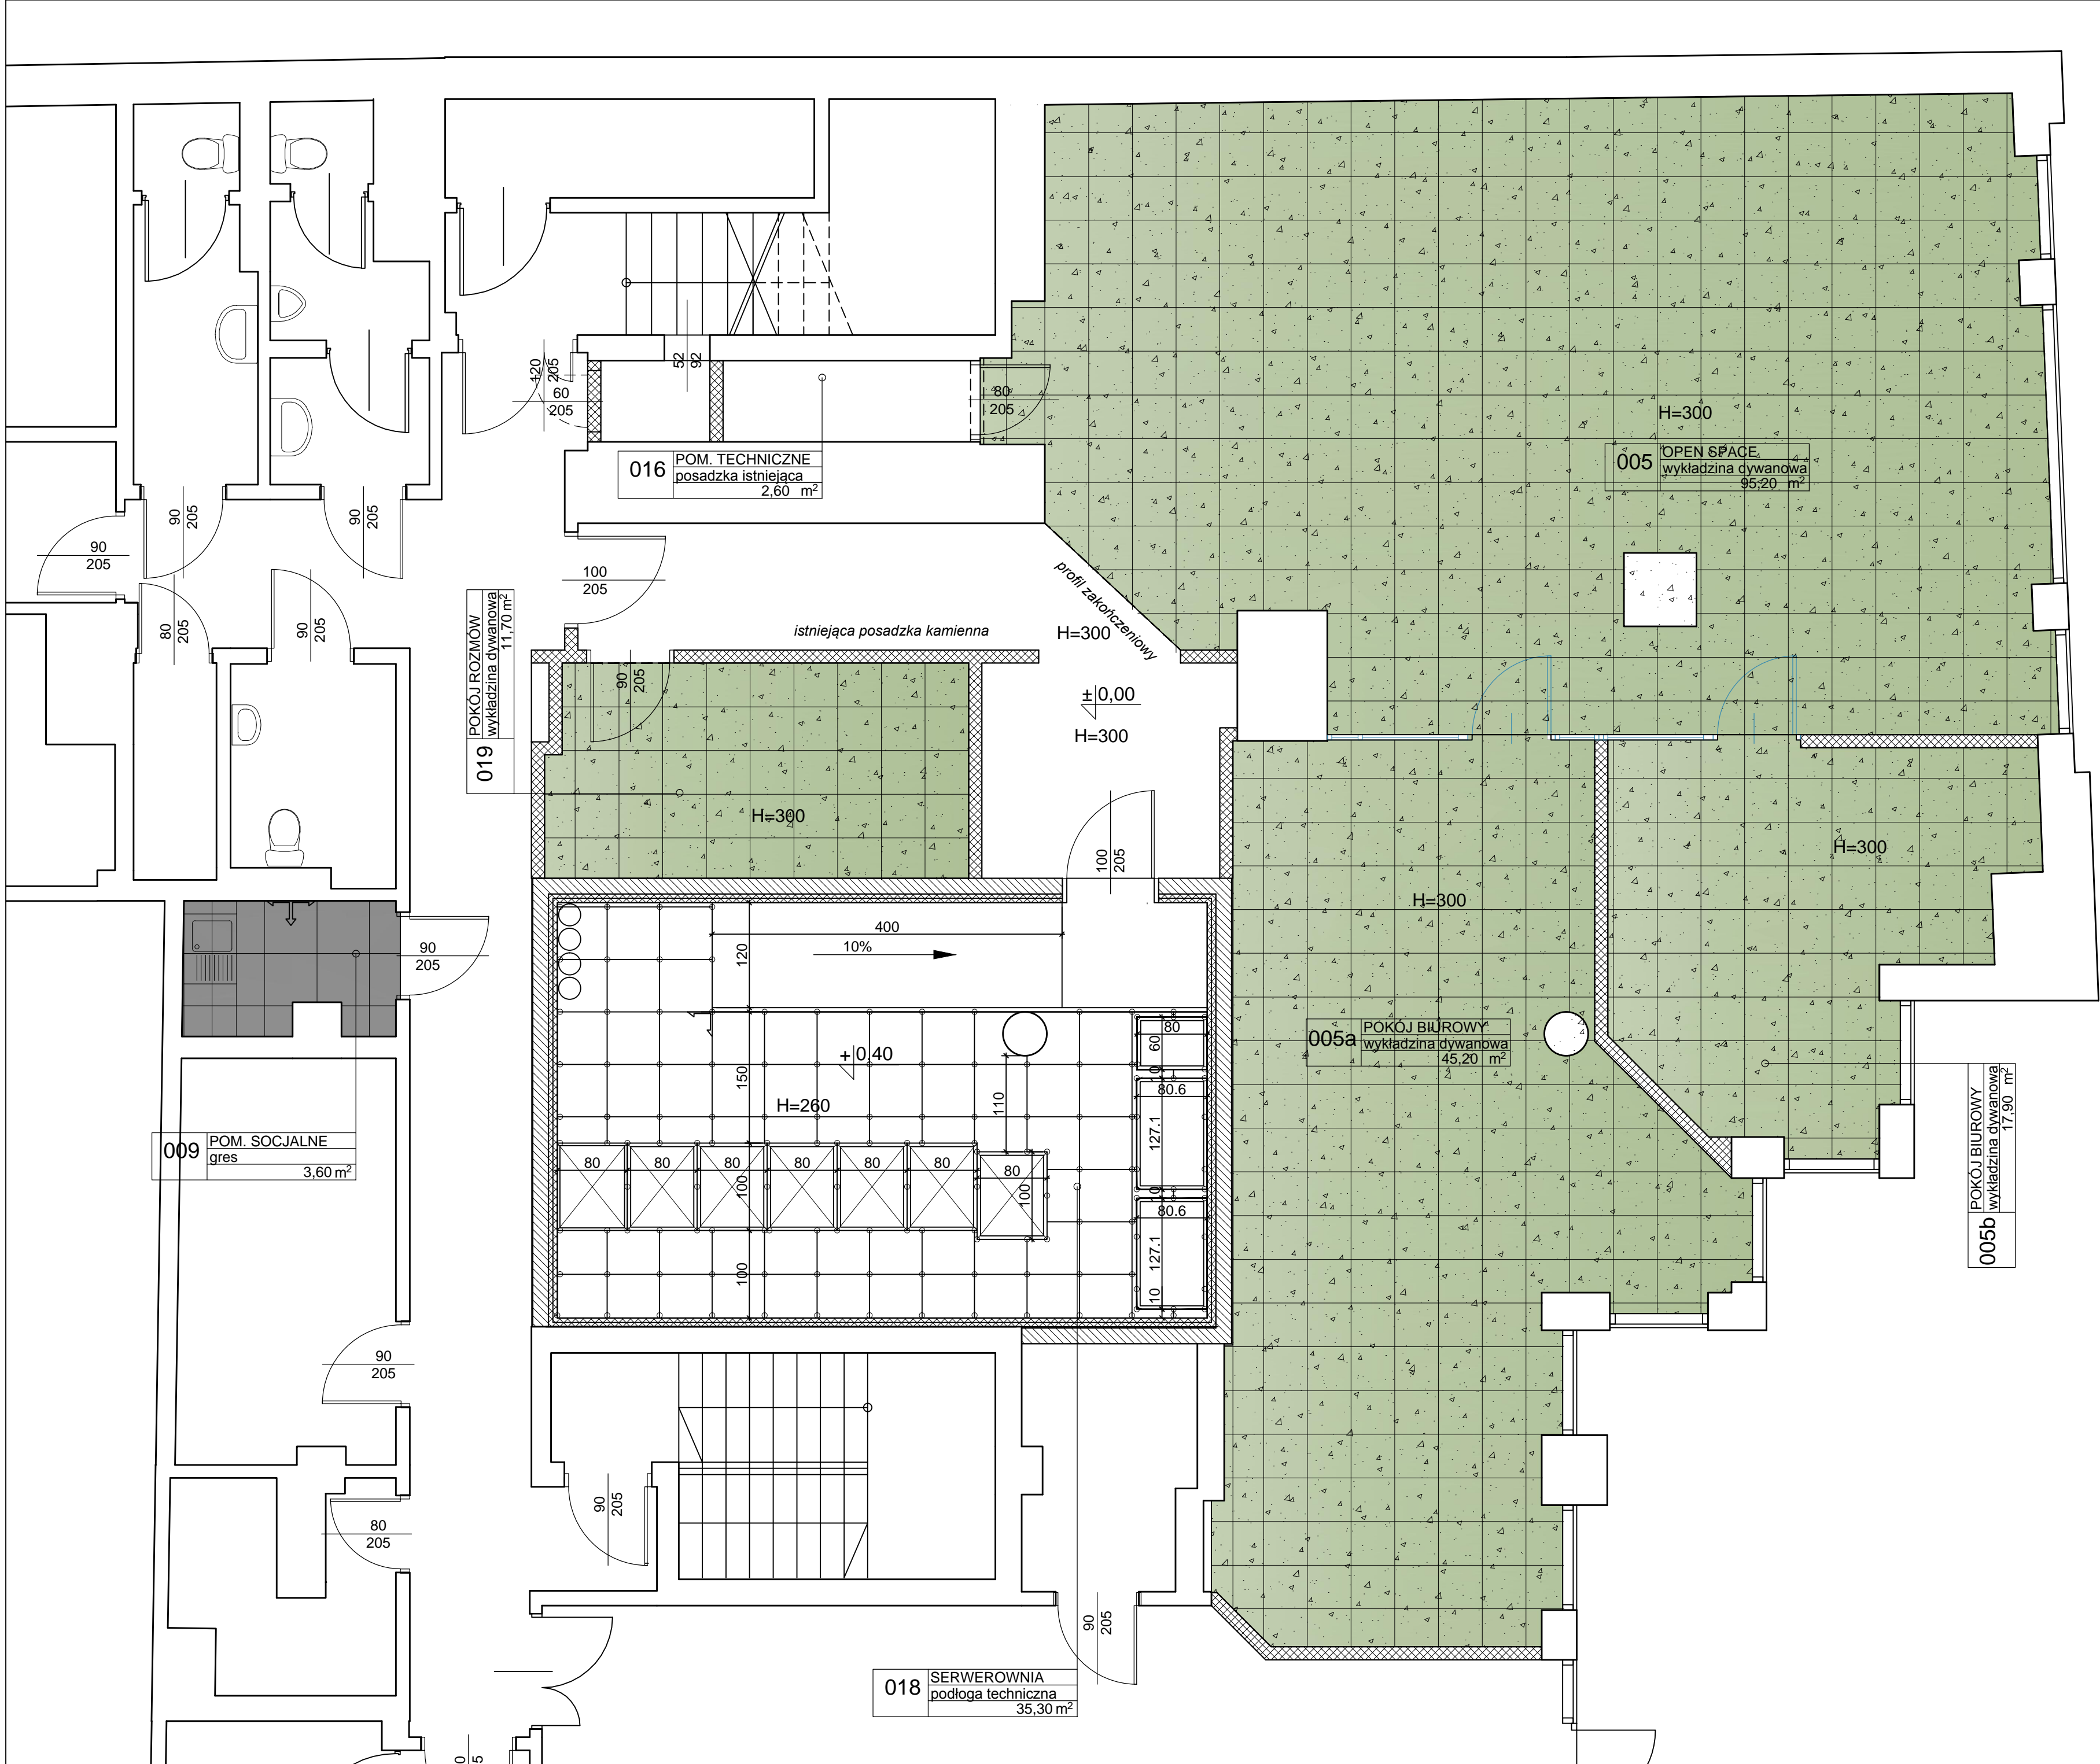 120
205
60
205
52
92
80
205
H=300
005
OPEN SPACE
wykładzina dywanowa
95,20 m²
016
POM. TECHNICZNE
posadzka istniejąca
2,60 m²
90
205
90
205
90
205
100
205
80
205
90
205
019
POKÓJ ROZMÓW
wykładzina dywanowa
11,70 m²
istniejąca posadzka kamienna
profil zakończeniowy
H=300
90
205
±0,00
H=300
H=300
H=300
H=300
100
205
90
205
400
10%
120
80
60
10
005a
POKÓJ BIUROWY
wykładzina dywanowa
45,20 m²
+0,40
150
H=260
110
80.6
127.1
009
POM. SOCJALNE
gres
3,60 m²
005b
POKÓJ BIUROWY
wykładzina dywanowa
17,90 m²
80
80
80
80
80
80
80
100
100
10
80.6
127.1
100
10
90
205
90
205
80
205
90
205
018
SERWEROWNIA
podłoga techniczna
35,30 m²